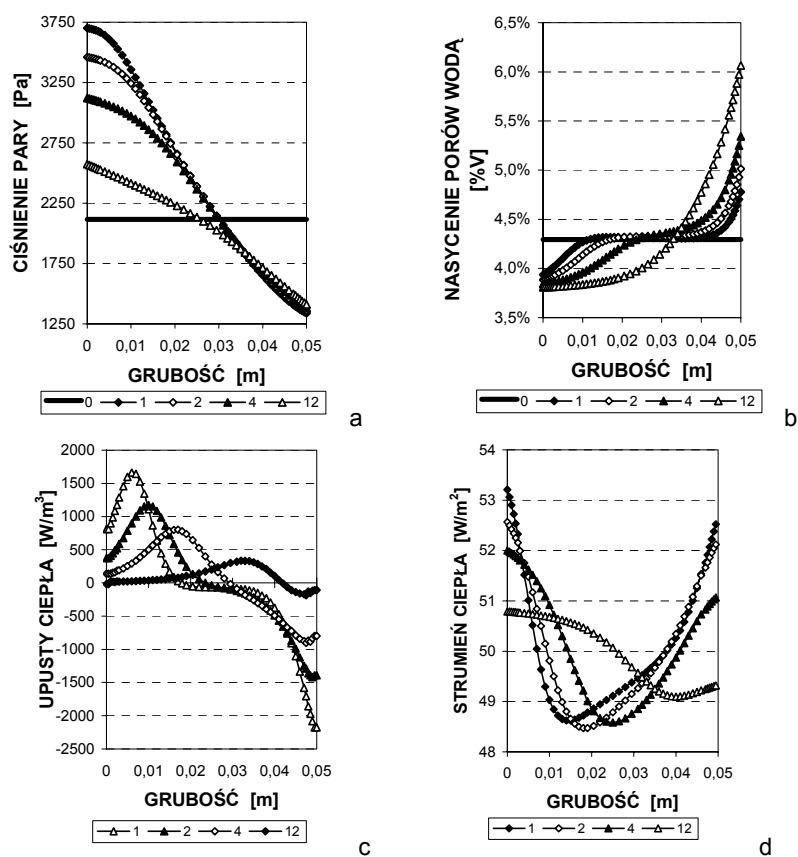 CIŚNIENIE PARY [Pa]
3750
3250
2750
2250
1750
1250
0 0,01 0,02 0,03 0,04 0,05
GRUBOŚĆ [m]
0 1 2 4 12
a
NASYCENIE PORÓW WODĄ
[%V]
6,5%
6,0%
5,5%
5,0%
4,5%
4,0%
3,5%
0 0,01 0,02 0,03 0,04 0,05
GRUBOŚĆ [m]
0 1 2 4 12
b
UPUSTY CIEPŁA [W/m³]
2000
1500
1000
500
0
-500
-1000
-1500
-2000
-2500
0 0,01 0,02 0,03 0,04 0,05
GRUBOŚĆ [m]
1 2 4 12
c
STRUMIEŃ CIEPŁA [W/m²]
54
53
52
51
50
49
48
0 0,01 0,02 0,03 0,04 0,05
GRUBOŚĆ [m]
1 2 4 12
d